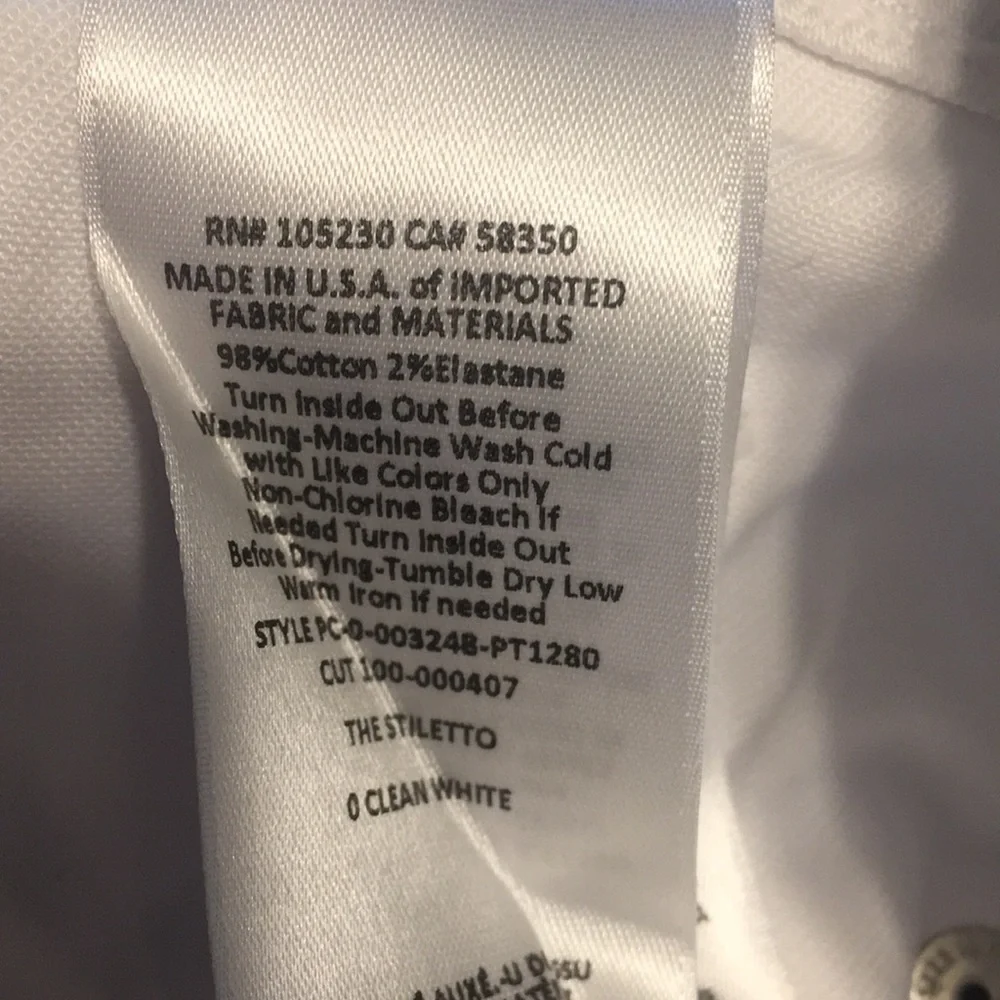 RN# 105230 CA# 58350
MADE IN U.S.A. of IMPORTED
FABRIC and MATERIALS
98%Cotton 2%Elastane
Turn Inside Out Before
Washing-Machine Wash Cold
with Like Colors Only
Non-Chlorine Bleach If
Needed Turn Inside Out
Before Drying-Tumble Dry Low
Warm Iron If needed
STYLE PC-0-003248-PT1280
CUT 100-000407
THE STILETTO
0 CLEAN WHITE